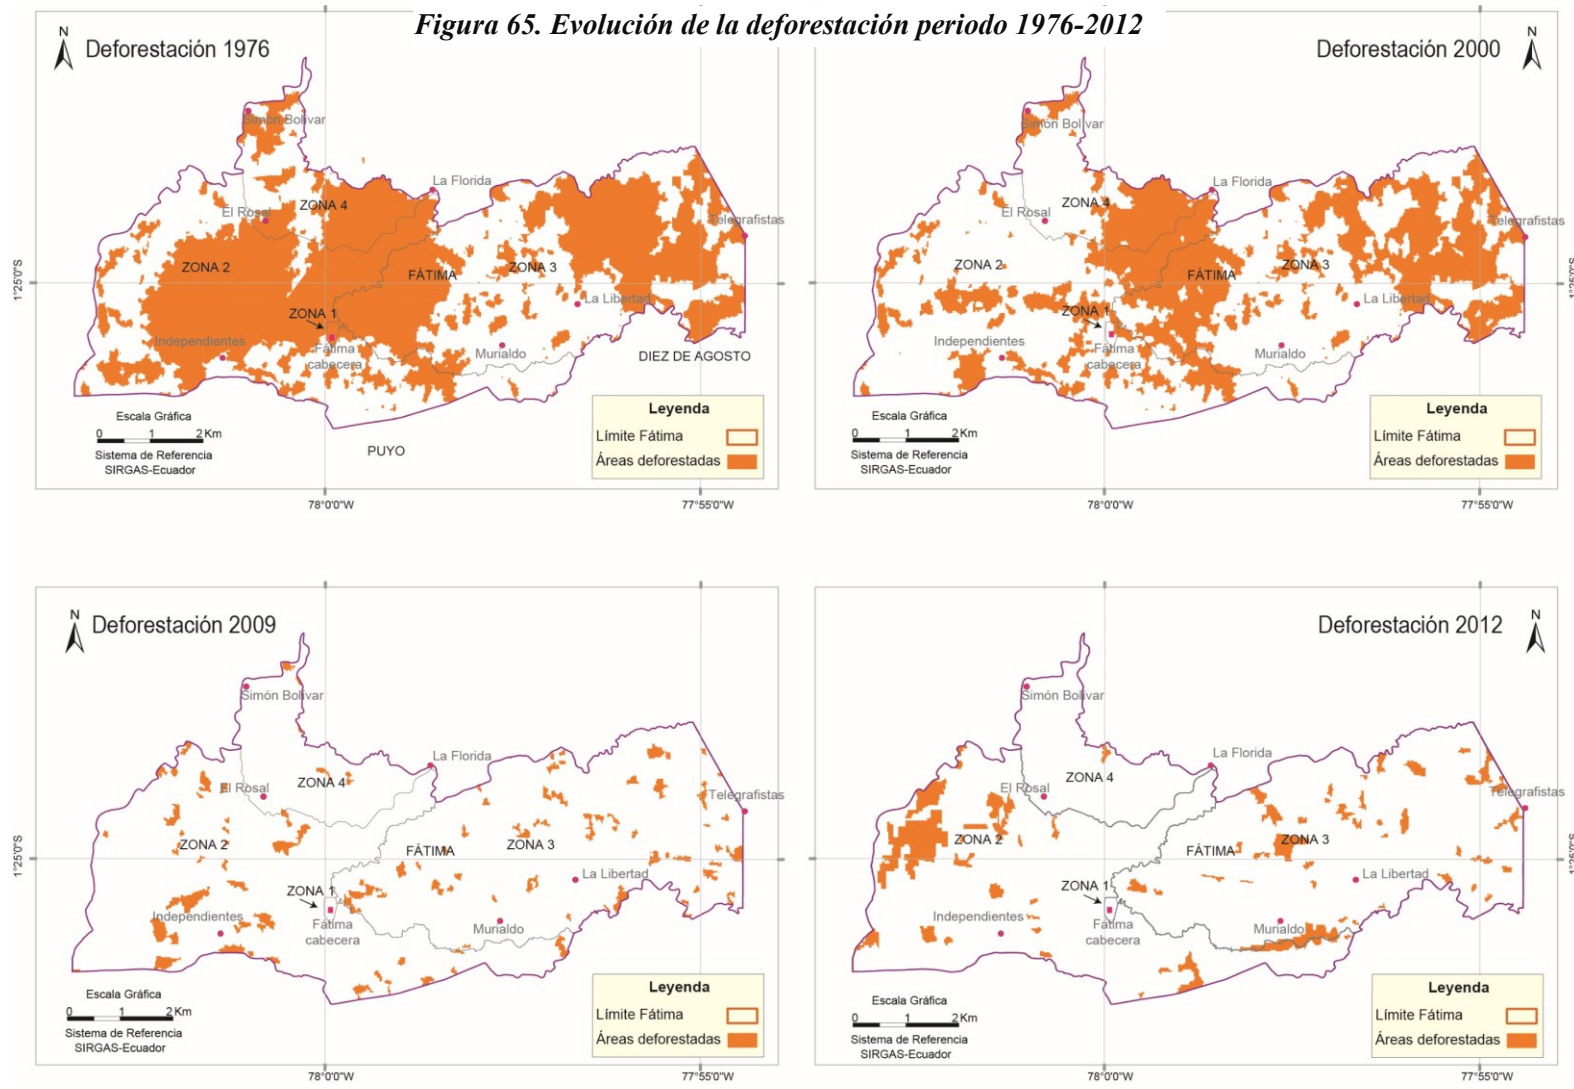 Figura 65. Evolución de la deforestación periodo 1976-2012
N
Deforestación 1976
Simón Bolívar
La Florida
ZONA 4
El Rosal
Telegrafistas
ZONA 2
FÁTIMA
ZONA 3
1°25'0"S
La Libertad
ZONA 1
Independientes
Fátima
cabecera
Murialdo
DIEZ DE AGOSTO
Escala Gráfica
0 1 2 Km
Sistema de Referencia
SIRGAS-Ecuador
PUYO
Leyenda
Límite Fátima
Áreas deforestadas
78°0'0"W
77°55'0"W
Deforestación 2000
N
Simón Bolívar
La Florida
ZONA 4
El Rosal
Telegrafistas
ZONA 2
FÁTIMA
ZONA 3
1°25'0"S
La Libertad
ZONA 1
Independientes
Fátima
cabecera
Murialdo
Escala Gráfica
0 1 2 Km
Sistema de Referencia
SIRGAS-Ecuador
Leyenda
Límite Fátima
Áreas deforestadas
78°0'0"W
77°55'0"W
N
Deforestación 2009
Simón Bolívar
La Florida
ZONA 4
El Rosal
Telegrafistas
ZONA 2
FÁTIMA
ZONA 3
1°25'0"S
La Libertad
ZONA 1
Independientes
Fátima
cabecera
Murialdo
Escala Gráfica
0 1 2 Km
Sistema de Referencia
SIRGAS-Ecuador
Leyenda
Límite Fátima
Áreas deforestadas
78°0'0"W
77°55'0"W
Deforestación 2012
N
Simón Bolívar
La Florida
ZONA 4
El Rosal
Telegrafistas
ZONA 2
FÁTIMA
ZONA 3
1°25'0"S
La Libertad
ZONA 1
Independientes
Fátima
cabecera
Murialdo
Escala Gráfica
0 1 2 Km
Sistema de Referencia
SIRGAS-Ecuador
Leyenda
Límite Fátima
Áreas deforestadas
78°0'0"W
77°55'0"W